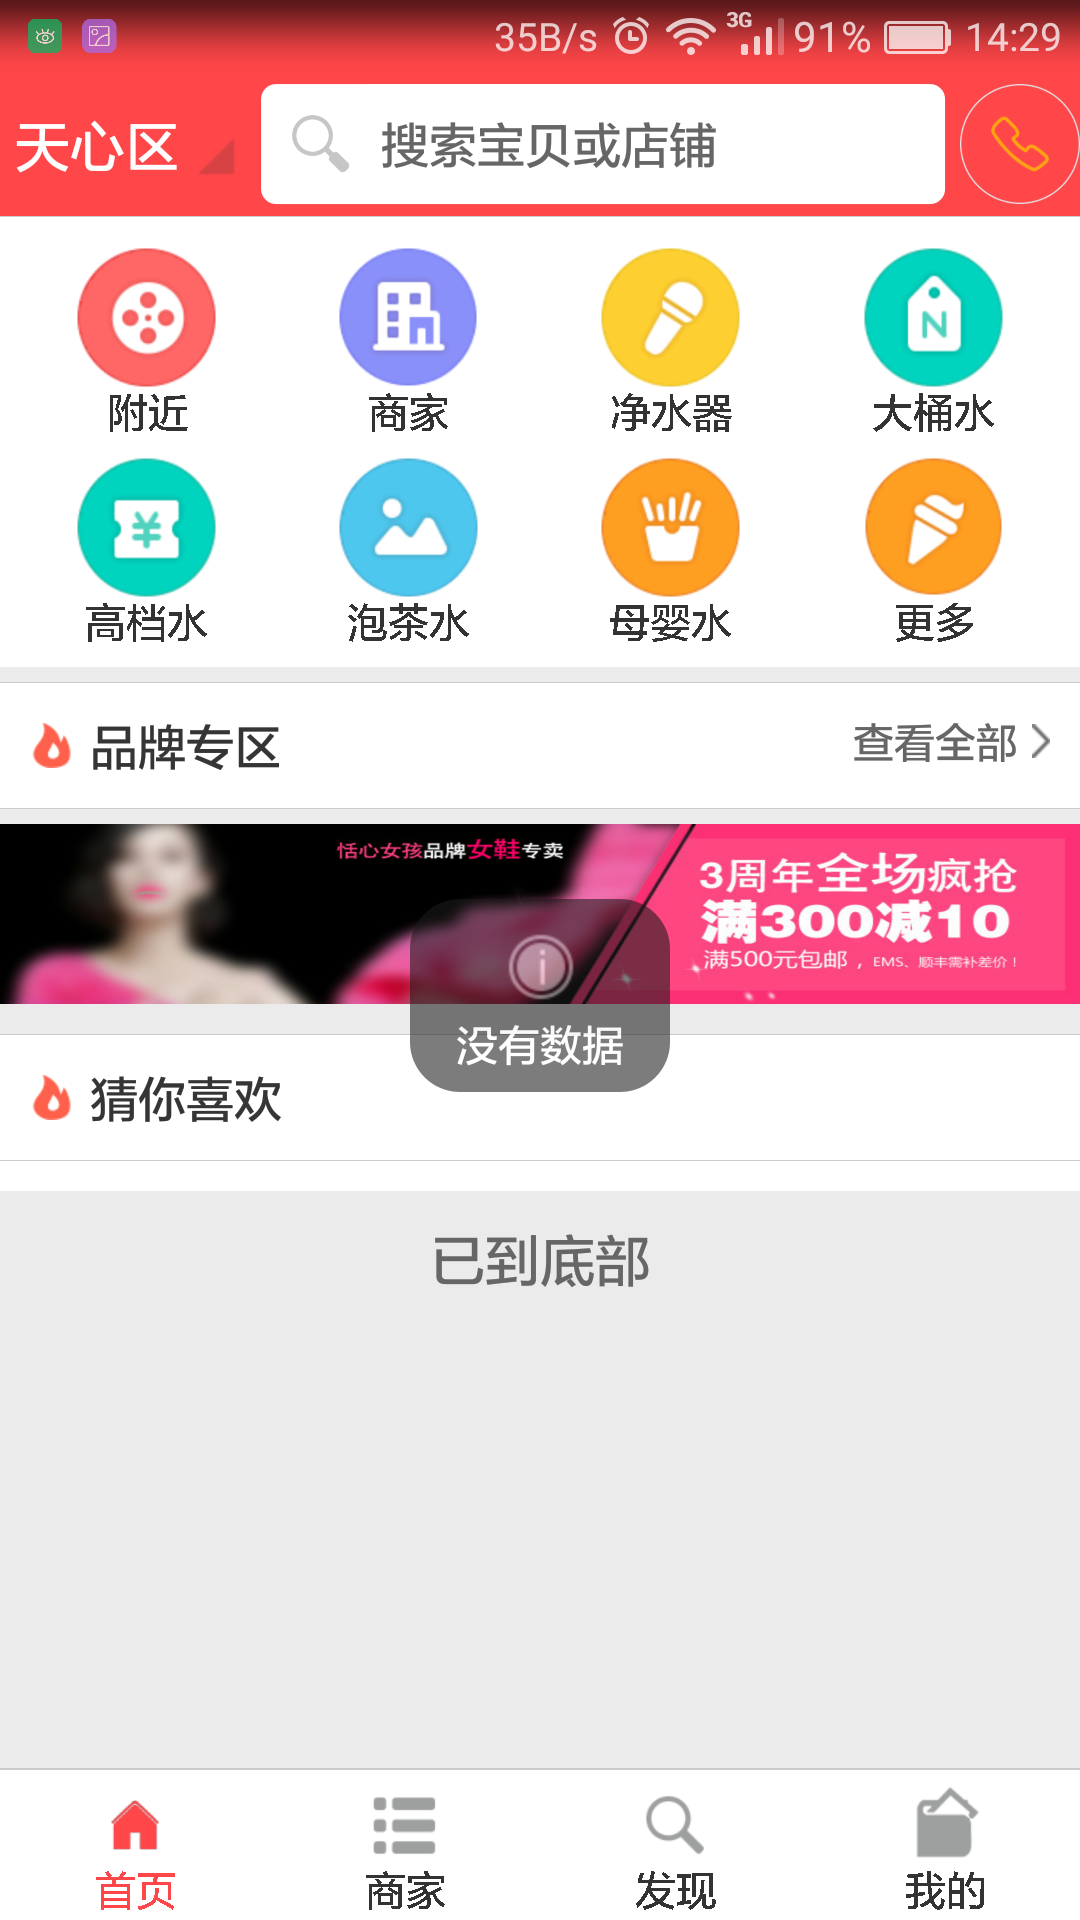 35B/s 3G 91% 14:29
天心区 搜索宝贝或店铺
附近 商家 净水器 大桶水
N
¥
高档水 泡茶水 母婴水 更多
品牌专区 查看全部
恬心女孩品牌女鞋专卖
3周年全场疯抢
满300减10
满500元包邮，EMS、顺丰需补差价！
没有数据
猜你喜欢
已到底部
首页 商家 发现 我的